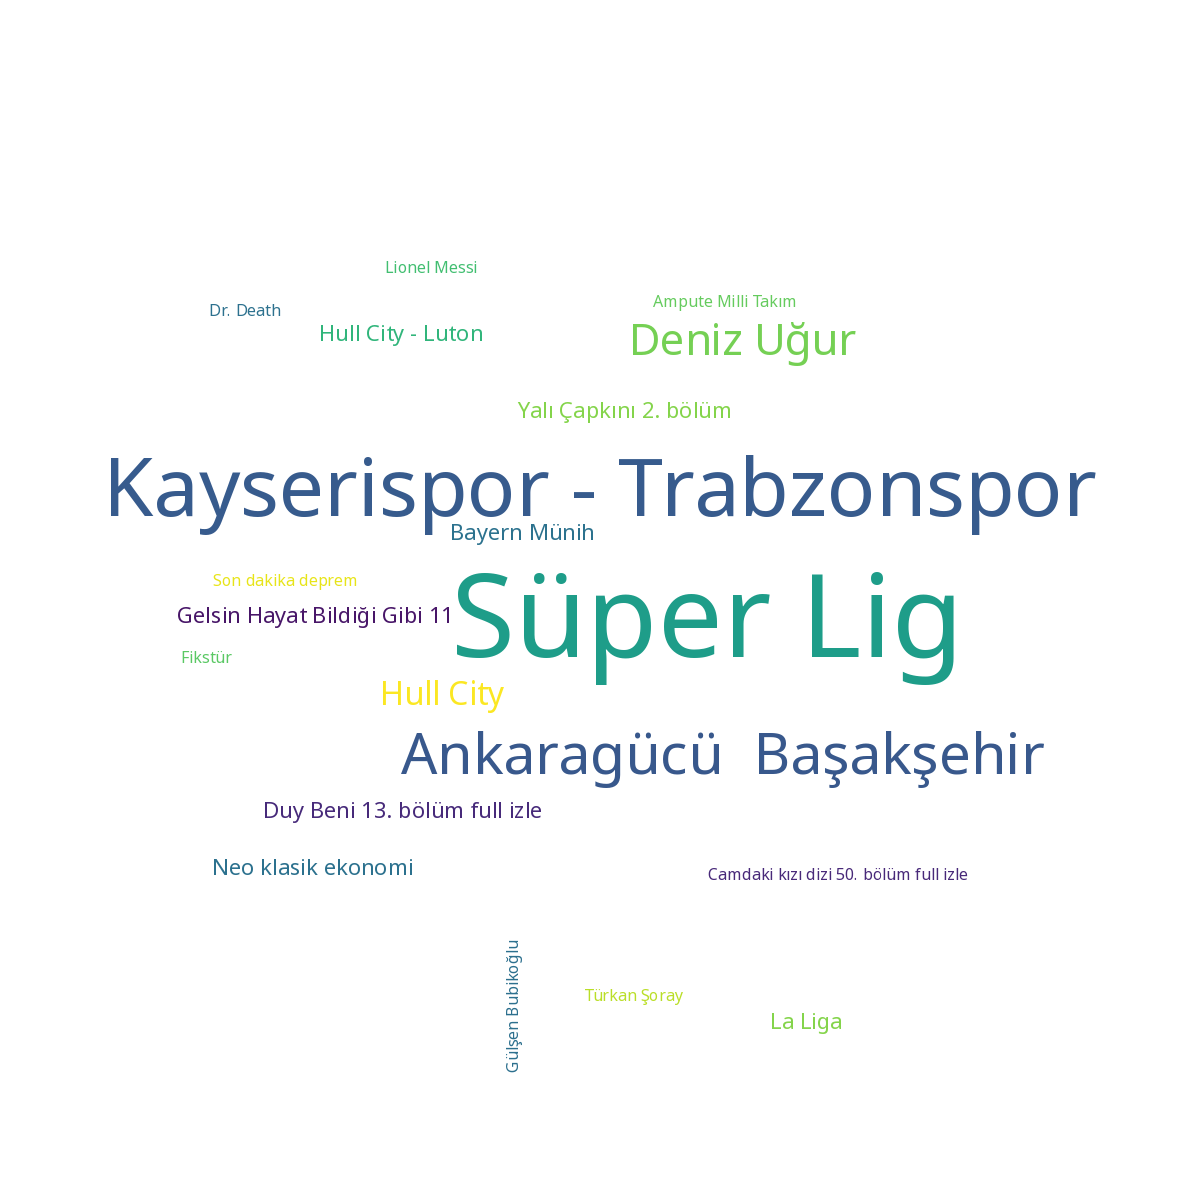 Lionel Messi
Ampute Milli Takım
Dr. Death
Hull City - Luton
Deniz Uğur
Yalı Çapkını 2. bölüm
Kayserispor - Trabzonspor
Bayern Münih
Son dakika deprem
Gelsin Hayat Bildiği Gibi 11
Süper Lig
Fikstür
Hull City
Ankaragücü  Başakşehir
Duy Beni 13. bölüm full izle
Neo klasik ekonomi
Camdaki kızı dizi 50. bölüm full izle
Gülşen Bubikoğlu
Türkan Şoray
La Liga